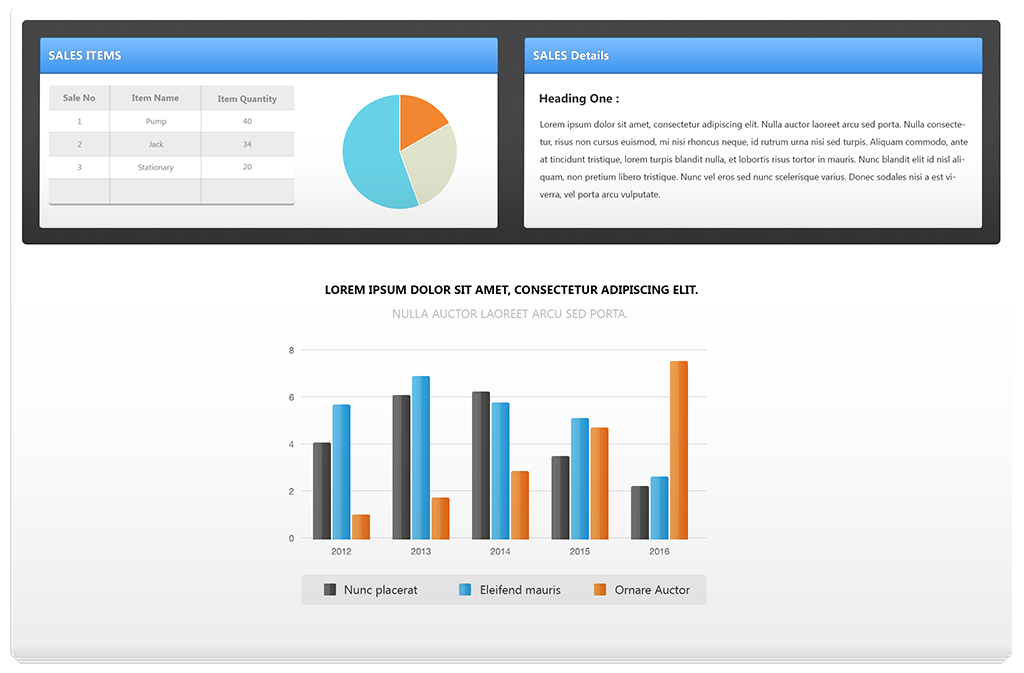 SALES ITEMS
Sale No Item Name Item Quantity
1 Pump 40
2 Jack 34
3 Stationary 20
SALES Details
Heading One :
Lorem ipsum dolor sit amet, consectetur adipiscing elit. Nulla auctor laoreet arcu sed porta. Nulla consecte-
tur, risus non cursus euismod, mi nisi rhoncus neque, id rutrum urna nisi sed turpis. Aliquam commodo, ante
at tincidunt tristique, lorem turpis blandit nulla, et lobortis risus tortor in mauris. Nunc blandit elit id nisl ali-
quam, non pretium libero tristique. Nunc vel eros sed nunc scelerisque varius. Donec sodales nisi a est vi-
verra, vel porta arcu vulputate.
LOREM IPSUM DOLOR SIT AMET, CONSECTETUR ADIPISCING ELIT.
NULLA AUCTOR LAOREET ARCU SED PORTA.
8
6
4
2
0
2012 2013 2014 2015 2016
Nunc placerat Eleifend mauris Ornare Auctor